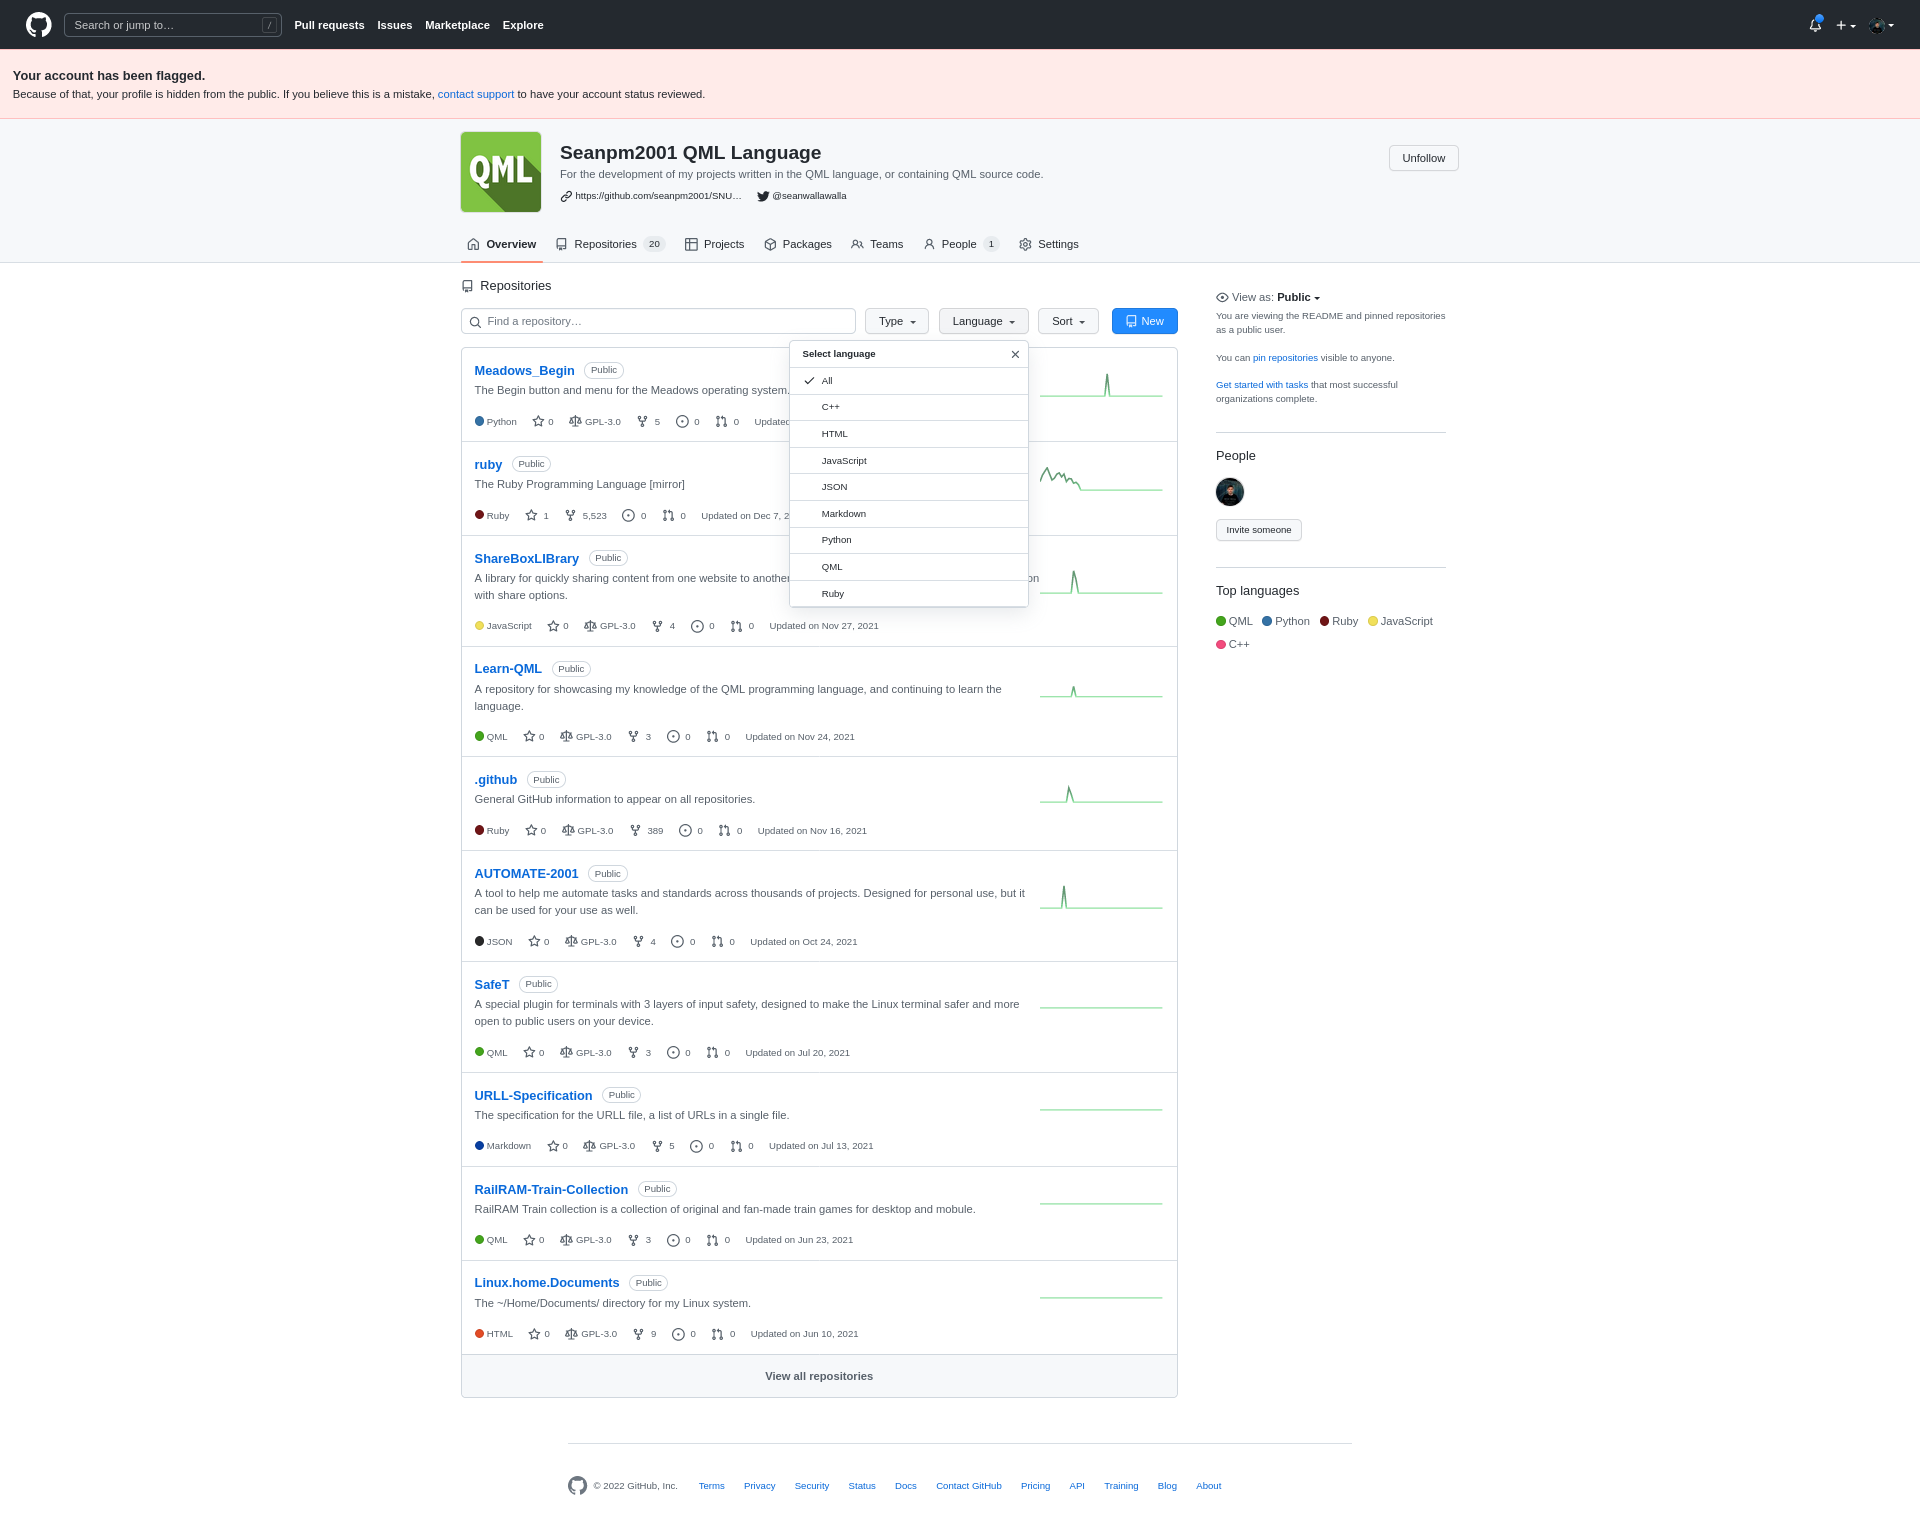 Search or jump to…
/
Pull requests Issues Marketplace Explore
Your account has been flagged.
Because of that, your profile is hidden from the public. If you believe this is a mistake, contact support to have your account status reviewed.
QML
Seanpm2001 QML Language
For the development of my projects written in the QML language, or containing QML source code.
https://github.com/seanpm2001/SNU… @seanwallawalla
Unfollow
Overview Repositories 20 Projects Packages Teams People 1 Settings
Repositories
Find a repository…
Type Language Sort New
Select language
All
C++
HTML
JavaScript
JSON
Markdown
Python
QML
Ruby
Meadows_Begin Public
The Begin button and menu for the Meadows operating system.
Python 0 GPL-3.0 5 0 0 Updated
ruby Public
The Ruby Programming Language [mirror]
Ruby 1 5,523 0 0 Updated on Dec 7, 2
ShareBoxLIBrary Public
A library for quickly sharing content from one website to another on
with share options.
JavaScript 0 GPL-3.0 4 0 0 Updated on Nov 27, 2021
Learn-QML Public
A repository for showcasing my knowledge of the QML programming language, and continuing to learn the
language.
QML 0 GPL-3.0 3 0 0 Updated on Nov 24, 2021
.github Public
General GitHub information to appear on all repositories.
Ruby 0 GPL-3.0 389 0 0 Updated on Nov 16, 2021
AUTOMATE-2001 Public
A tool to help me automate tasks and standards across thousands of projects. Designed for personal use, but it
can be used for your use as well.
JSON 0 GPL-3.0 4 0 0 Updated on Oct 24, 2021
SafeT Public
A special plugin for terminals with 3 layers of input safety, designed to make the Linux terminal safer and more
open to public users on your device.
QML 0 GPL-3.0 3 0 0 Updated on Jul 20, 2021
URLL-Specification Public
The specification for the URLL file, a list of URLs in a single file.
Markdown 0 GPL-3.0 5 0 0 Updated on Jul 13, 2021
RailRAM-Train-Collection Public
RailRAM Train collection is a collection of original and fan-made train games for desktop and mobule.
QML 0 GPL-3.0 3 0 0 Updated on Jun 23, 2021
Linux.home.Documents Public
The ~/Home/Documents/ directory for my Linux system.
HTML 0 GPL-3.0 9 0 0 Updated on Jun 10, 2021
View all repositories
View as: Public
You are viewing the README and pinned repositories
as a public user.
You can pin repositories visible to anyone.
Get started with tasks that most successful
organizations complete.
People
Invite someone
Top languages
QML Python Ruby JavaScript
C++
© 2022 GitHub, Inc. Terms Privacy Security Status Docs Contact GitHub Pricing API Training Blog About